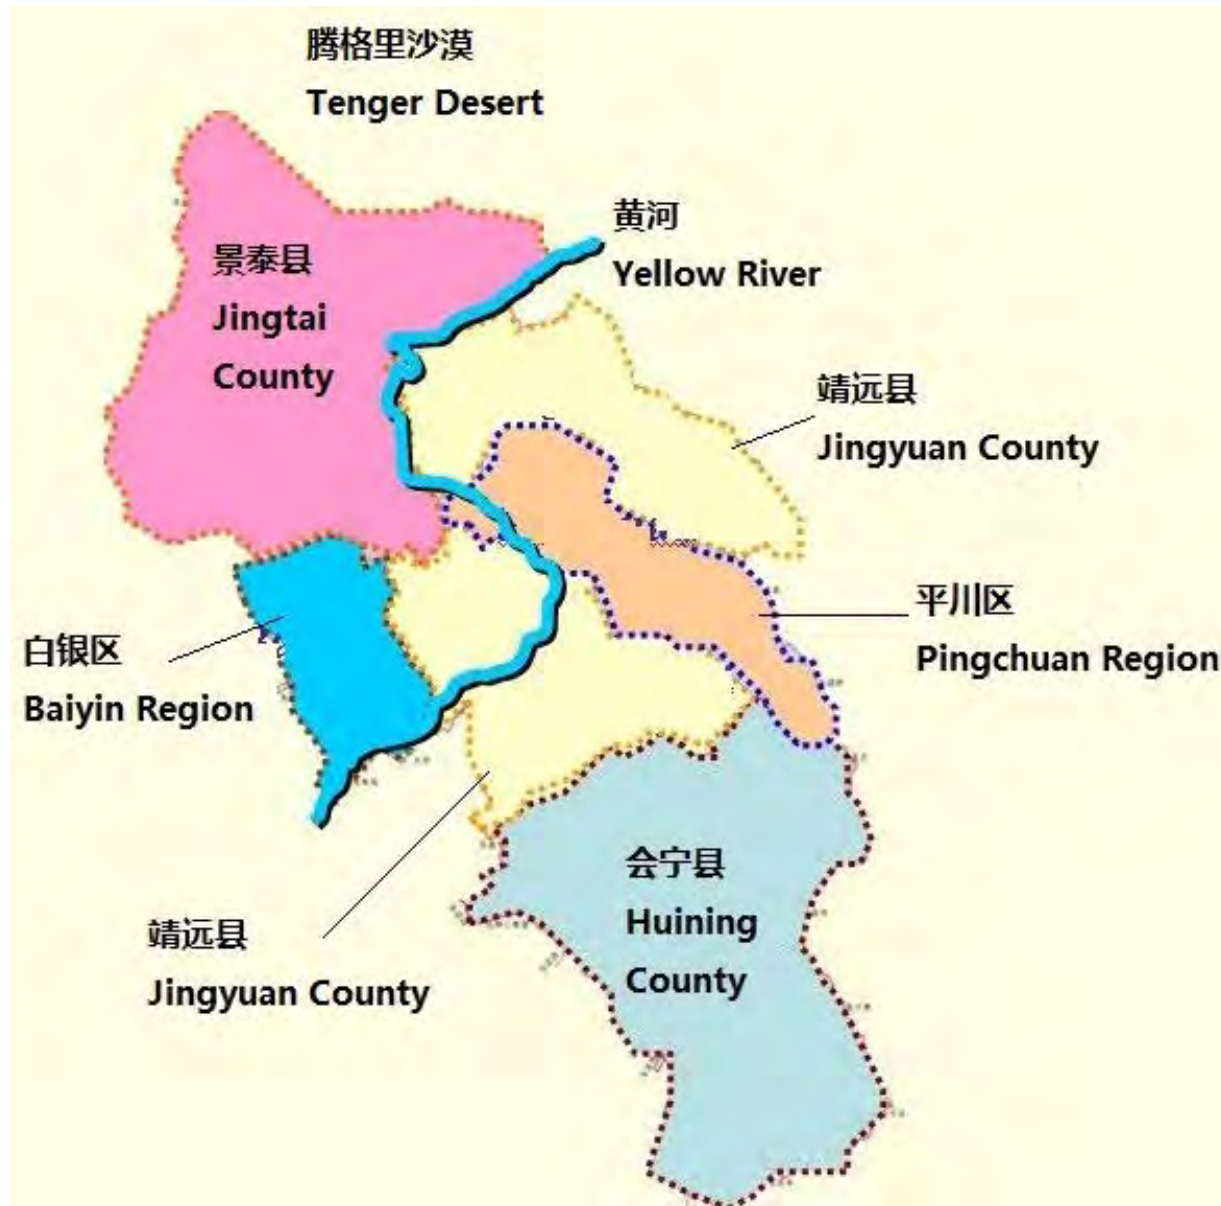 腾格里沙漠
Tenger Desert
黄河
Yellow River
景泰县
Jingtai
County
靖远县
Jingyuan County
平川区
Pingchuan Region
白银区
Baiyin Region
会宁县
Huining
County
靖远县
Jingyuan County